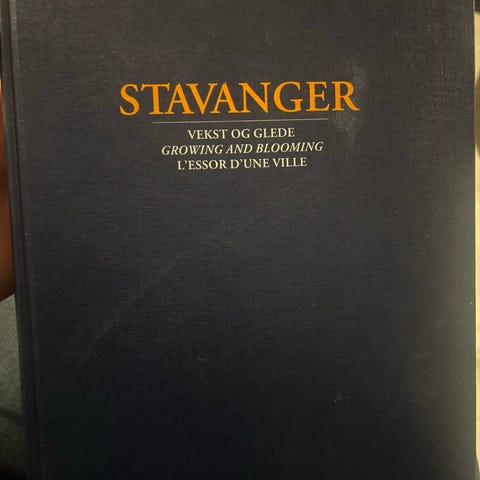 STAVANGER
VEKST OG GLEDE
GROWING AND BLOOMING
L'ESSOR D'UNE VILLE